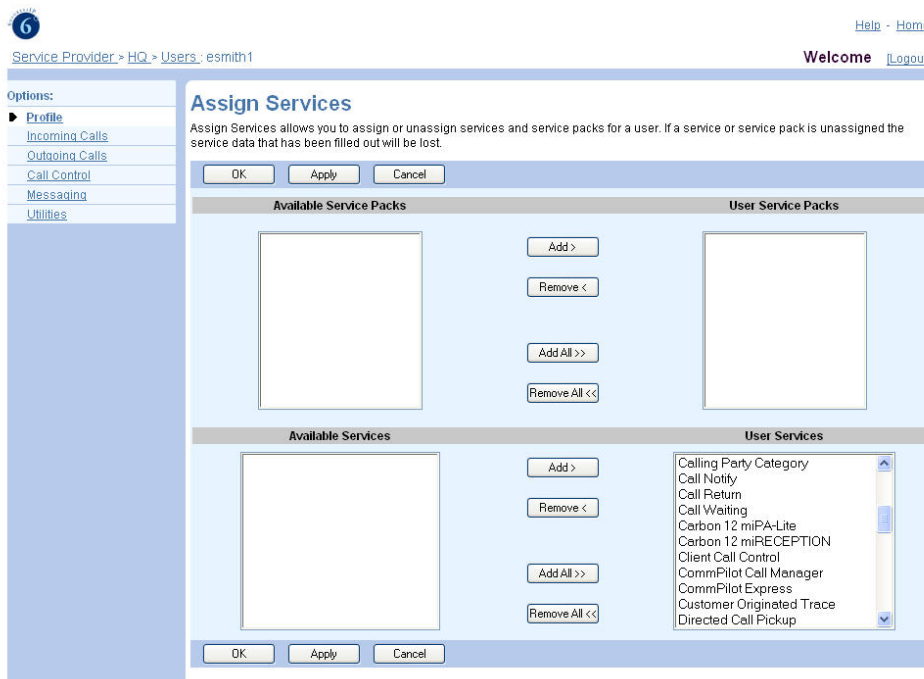 6
Help - Hom
Service Provider > HQ > Users : esmith1
Welcome [Logou
Options:
Profile
Incoming Calls
Outgoing Calls
Call Control
Messaging
Utilities
Assign Services
Assign Services allows you to assign or unassign services and service packs for a user. If a service or service pack is unassigned the
service data that has been filled out will be lost.
OK Apply Cancel
Available Service Packs User Service Packs
Add >
Remove <
Add All >>
Remove All <<
Available Services User Services
Add >
Remove <
Add All >>
Remove All <<
Calling Party Category
Call Notify
Call Return
Call Waiting
Carbon 12 miPA-Lite
Carbon 12 miRECEPTION
Client Call Control
CommPilot Call Manager
CommPilot Express
Customer Originated Trace
Directed Call Pickup
OK Apply Cancel